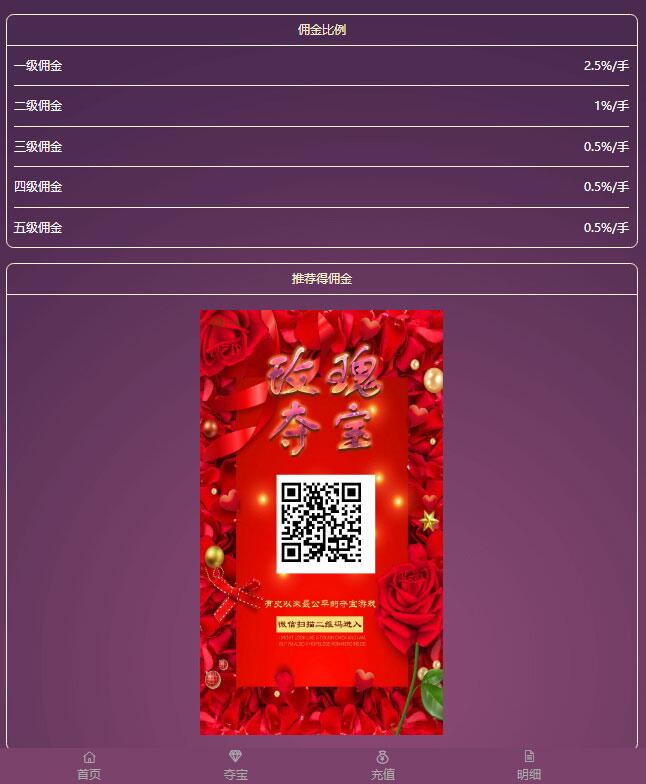 佣金比例
一级佣金 2.5%/手
二级佣金 1%/手
三级佣金 0.5%/手
四级佣金 0.5%/手
五级佣金 0.5%/手
推荐得佣金
玫瑰
夺宝
有史以来最公平的夺宝游戏
微信扫描二维码进入
首页 夺宝 充值 明细